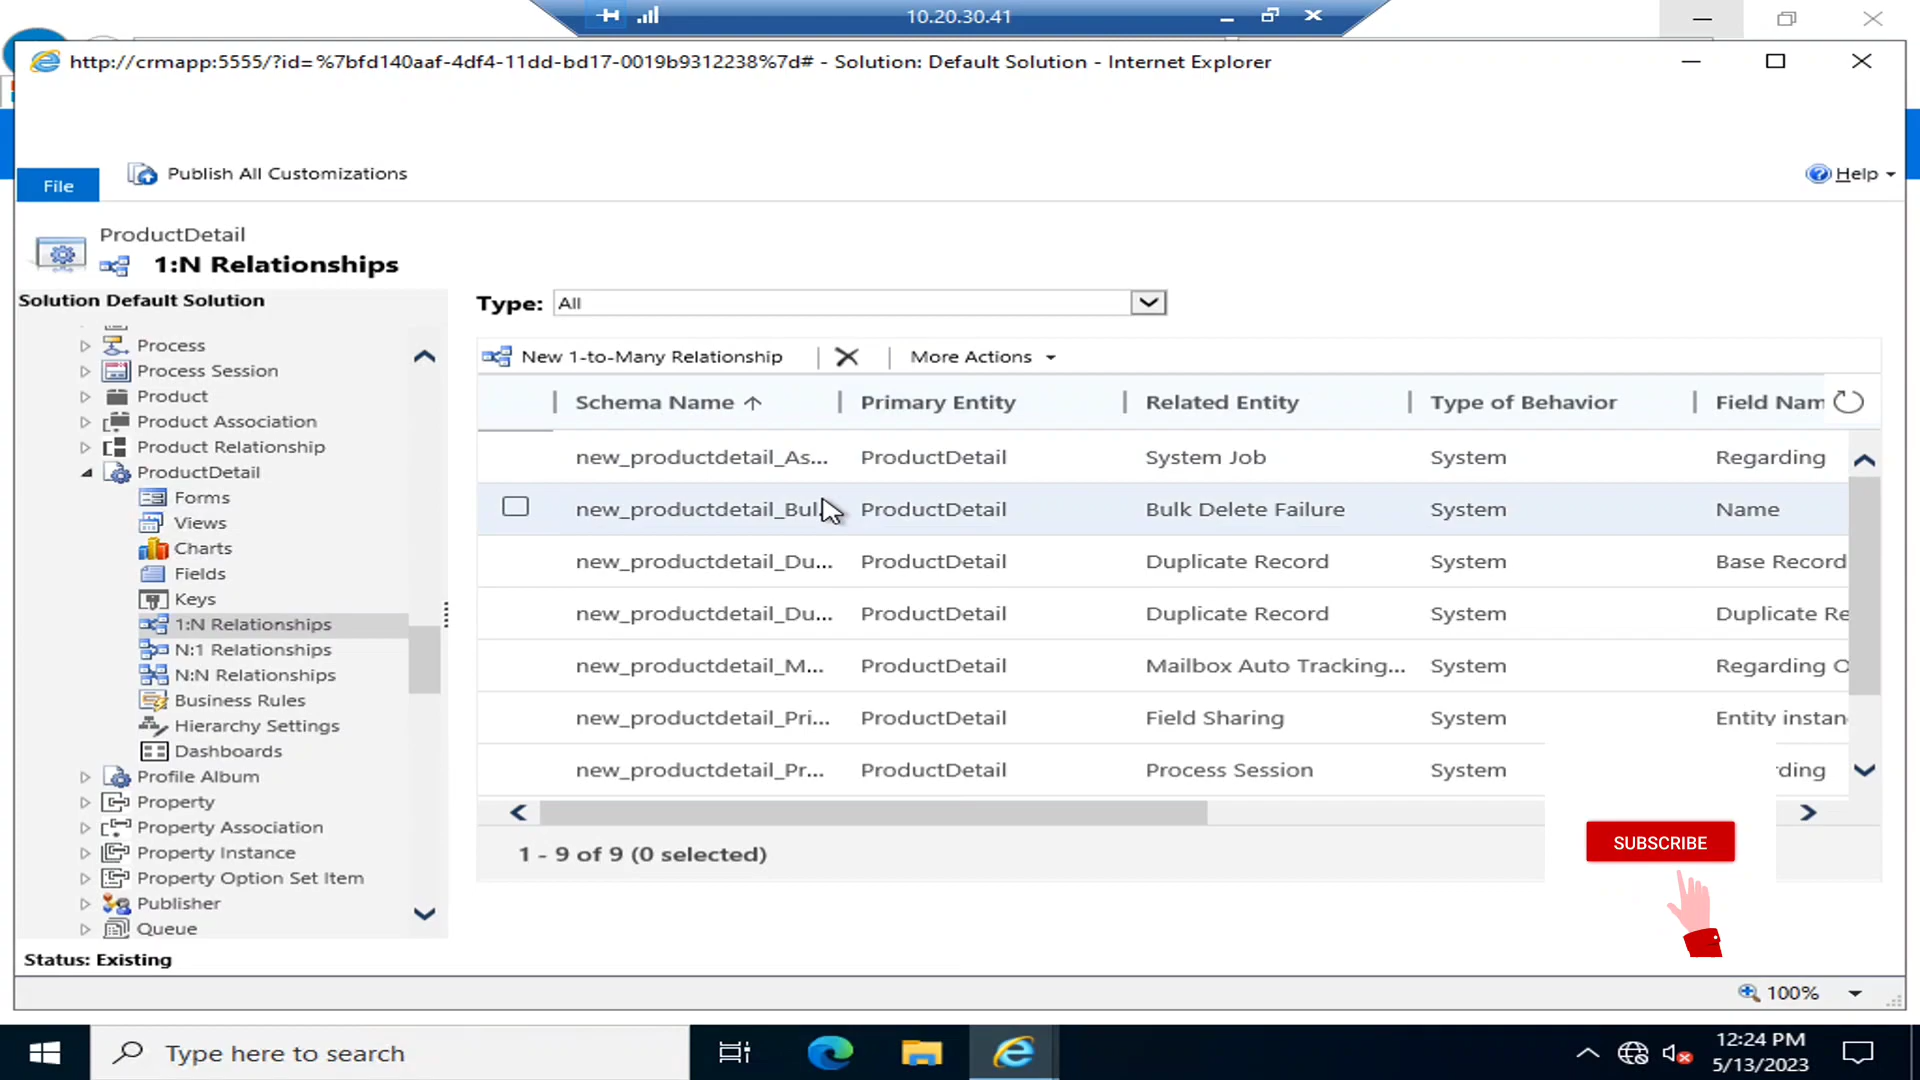 10.20.30.41
http://crmapp:5555/?id=%7bfd140aaf-4df4-11dd-bd17-0019b9312238%7d# - Solution: Default Solution - Internet Explorer
File
Publish All Customizations
Help
ProductDetail
1:N Relationships
Solution Default Solution
Process
Process Session
Product
Product Association
Product Relationship
ProductDetail
Forms
Views
Charts
Fields
Keys
1:N Relationships
N:1 Relationships
N:N Relationships
Business Rules
Hierarchy Settings
Dashboards
Profile Album
Property
Property Association
Property Instance
Property Option Set Item
Publisher
Queue
Type: All
New 1-to-Many Relationship
More Actions
Schema Name Primary Entity Related Entity Type of Behavior Field Nam
new_productdetail_As... ProductDetail System Job System Regarding
new_productdetail_Bul ProductDetail Bulk Delete Failure System Name
new_productdetail_Du... ProductDetail Duplicate Record System Base Record
new_productdetail_Du... ProductDetail Duplicate Record System Duplicate Re
new_productdetail_M... ProductDetail Mailbox Auto Tracking... System Regarding O
new_productdetail_Pri... ProductDetail Field Sharing System Entity instan
new_productdetail_Pr... ProductDetail Process Session System rding
1 - 9 of 9 (0 selected)
SUBSCRIBE
Status: Existing
100%
Type here to search
12:24 PM
5/13/2023